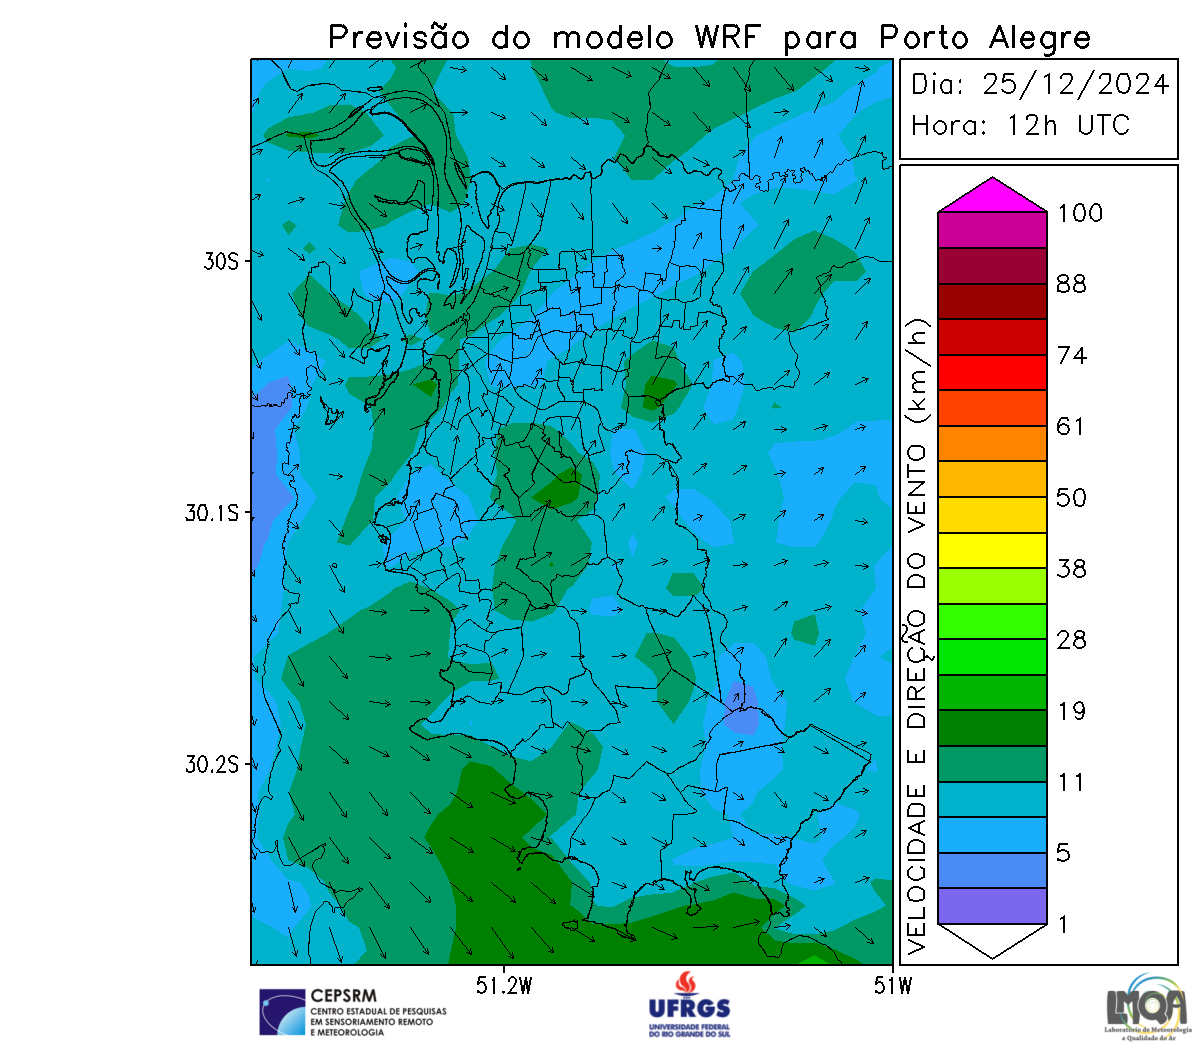 Previsão do modelo WRF para Porto Alegre
Dia: 25/12/2024
Hora: 12h UTC
30S
30.1S
30.2S
51.2W
51W
VELOCIDADE E DIREÇÃO DO VENTO (km/h)
100
88
74
61
50
38
28
19
11
5
1
CEPSRM
CENTRO ESTADUAL DE PESQUISAS
EM SENSORIAMENTO REMOTO
E METEOROLOGIA
UFRGS
UNIVERSIDADE FEDERAL
DO RIO GRANDE DO SUL
LMQA
Laboratório de Meteorologia
e Qualidade do Ar